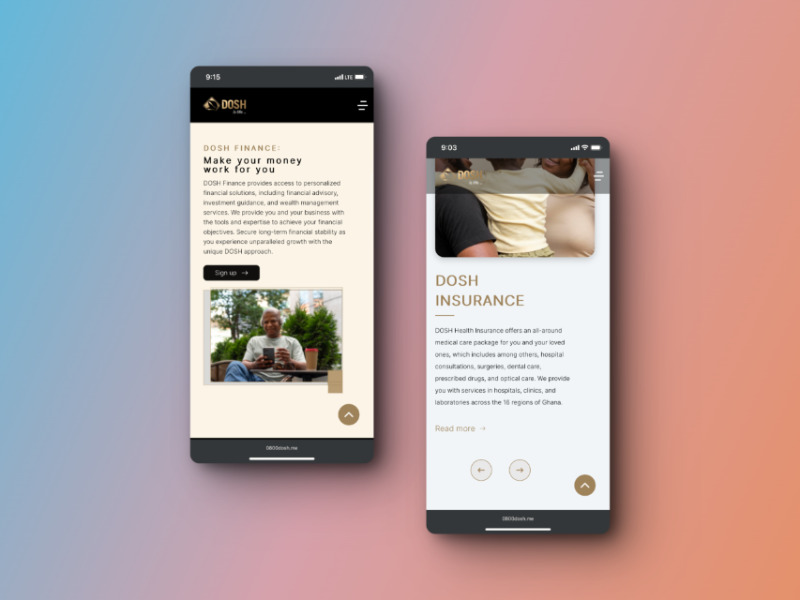 9:15
LTE
DOSH
DOSH FINANCE:
Make your money
work for you
DOSH Finance provides access to personalized
financial solutions, including financial advisory,
investment guidance, and wealth management
services. We provide you and your business with
the tools and expertise to achieve your financial
objectives. Secure long-term financial stability as
you experience unparalleled growth with the
unique DOSH approach.
Sign up →
0800dosh.me
9:03
DOSH
DOSH
INSURANCE
DOSH Health Insurance offers an all-around
medical care package for you and your loved
ones, which includes among others, hospital
consultations, surgeries, dental care,
prescribed drugs, and optical care. We provide
you with services in hospitals, clinics, and
laboratories across the 16 regions of Ghana.
Read more →
0800dosh.me